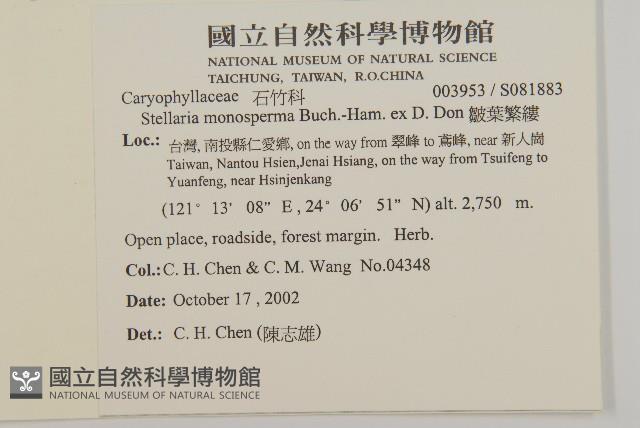 國立自然科學博物館
NATIONAL MUSEUM OF NATURAL SCIENCE
TAICHUNG, TAIWAN, R.O.CHINA
Caryophyllaceae 石竹科 003953 / S081883
Stellaria monosperma Buch.-Ham. ex D. Don 皺葉繁縷
Loc.: 台灣, 南投縣仁愛鄉, on the way from 翠峰 to 鳶峰, near 新人崗
Taiwan, Nantou Hsien,Jenai Hsiang, on the way from Tsuifeng to
Yuanfeng, near Hsinjenkang
(121° 13' 08" E , 24° 06' 51" N) alt. 2,750 m.
Open place, roadside, forest margin. Herb.
Col.: C. H. Chen & C. M. Wang No.04348
Date: October 17 , 2002
Det.: C. H. Chen (陳志雄)
國立自然科學博物館
NATIONAL MUSEUM OF NATURAL SCIENCE